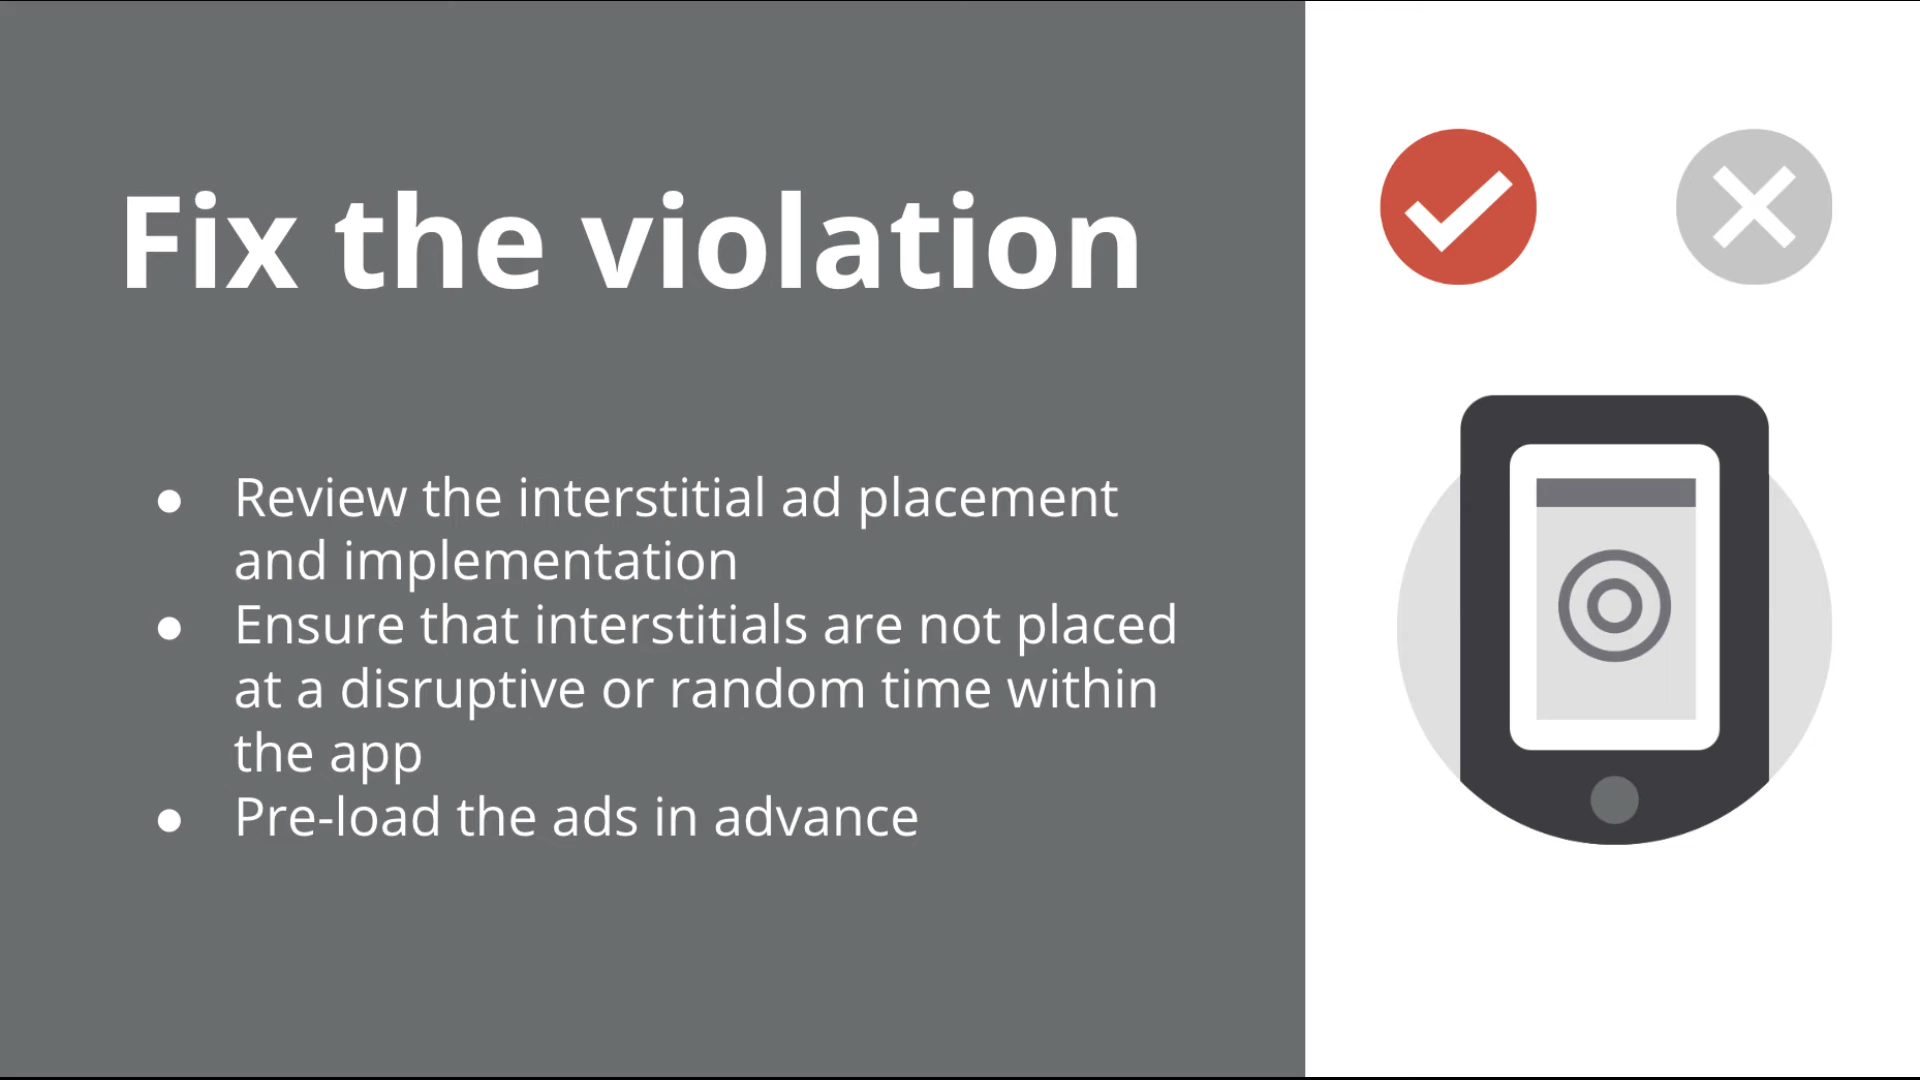 Fix the violation
● Review the interstitial ad placement
and implementation
● Ensure that interstitials are not placed
at a disruptive or random time within
the app
● Pre-load the ads in advance